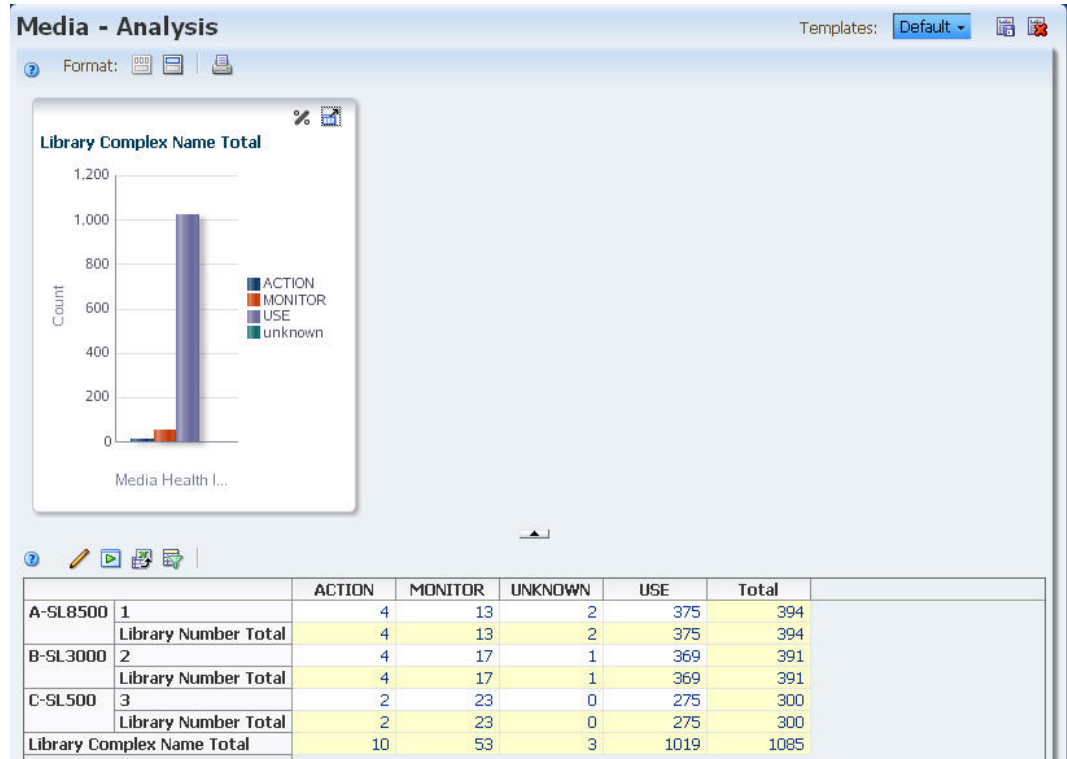 Media - Analysis
Templates: Default
Format:
Library Complex Name Total
1,200
1,000
800
600
400
200
0
Count
ACTION
MONITOR
USE
unknown
Media Health I...
ACTION MONITOR UNKNOWN USE Total
A-SL8500 1 4 13 2 375 394
Library Number Total 4 13 2 375 394
B-SL3000 2 4 17 1 369 391
Library Number Total 4 17 1 369 391
C-SL500 3 2 23 0 275 300
Library Number Total 2 23 0 275 300
Library Complex Name Total 10 53 3 1019 1085